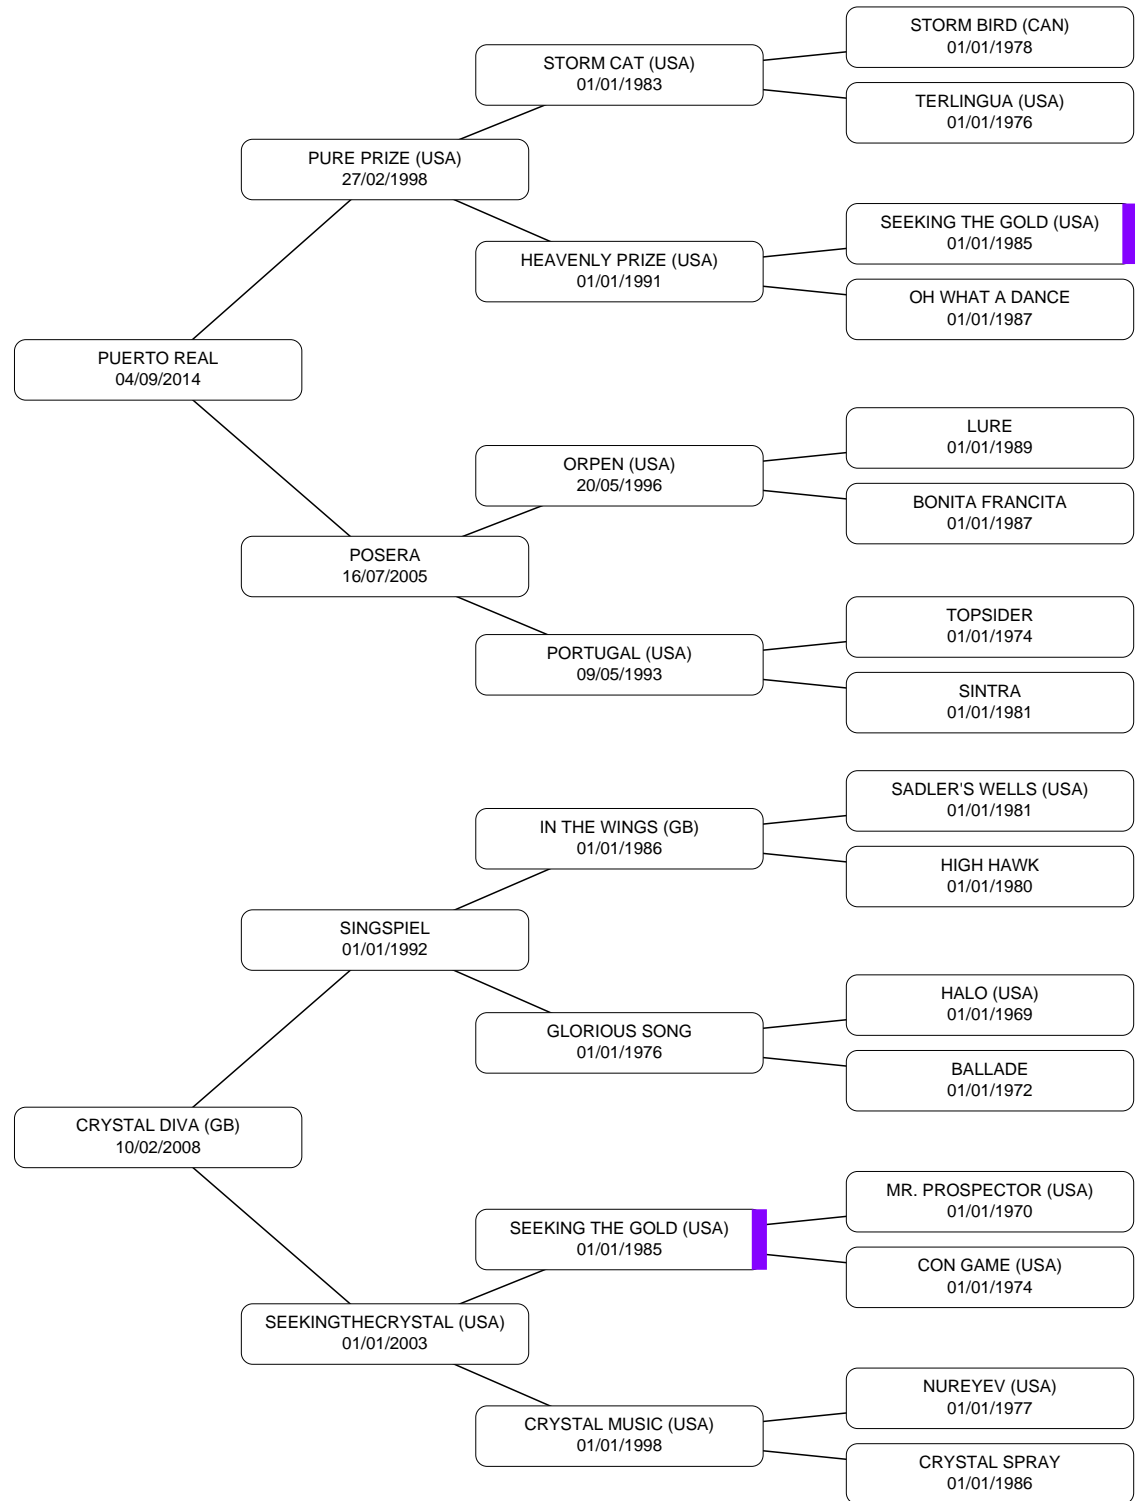 STORM BIRD (CAN)
01/01/1978
STORM CAT (USA)
01/01/1983
TERLINGUA (USA)
01/01/1976
PURE PRIZE (USA)
27/02/1998
SEEKING THE GOLD (USA)
01/01/1985
HEAVENLY PRIZE (USA)
01/01/1991
OH WHAT A DANCE
01/01/1987
PUERTO REAL
04/09/2014
LURE
01/01/1989
ORPEN (USA)
20/05/1996
BONITA FRANCITA
01/01/1987
POSERA
16/07/2005
TOPSIDER
01/01/1974
PORTUGAL (USA)
09/05/1993
SINTRA
01/01/1981
SADLER'S WELLS (USA)
01/01/1981
IN THE WINGS (GB)
01/01/1986
HIGH HAWK
01/01/1980
SINGSPIEL
01/01/1992
HALO (USA)
01/01/1969
GLORIOUS SONG
01/01/1976
BALLADE
01/01/1972
CRYSTAL DIVA (GB)
10/02/2008
MR. PROSPECTOR (USA)
01/01/1970
SEEKING THE GOLD (USA)
01/01/1985
CON GAME (USA)
01/01/1974
SEEKINGTHECRYSTAL (USA)
01/01/2003
NUREYEV (USA)
01/01/1977
CRYSTAL MUSIC (USA)
01/01/1998
CRYSTAL SPRAY
01/01/1986